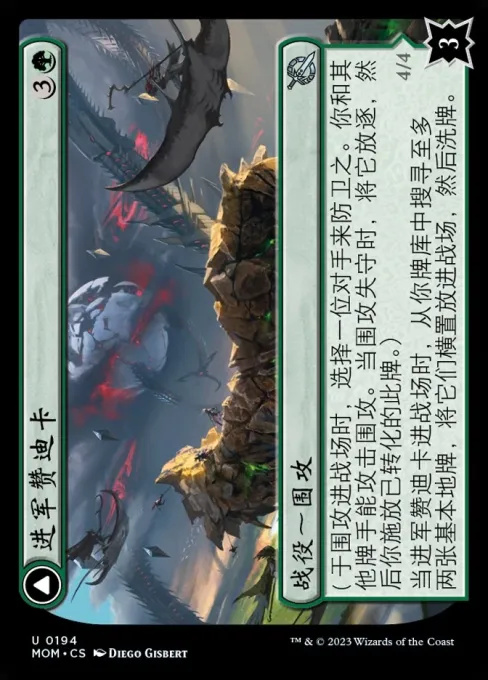 进军赞迪卡
3
战役～围攻
（于围攻进战场时，选择一位对手来防卫之。你和其
他牌手能攻击围攻。当围攻失守时，将它放逐，然
后你施放已转化的此牌。）
当进军赞迪卡进战场时，从你牌库中搜寻至多
两张基本地牌，将它们横置放进战场，然后洗牌。
4/4
3
U 0194
MOM • CS Diego Gisbert
™ & © 2023 Wizards of the Coast